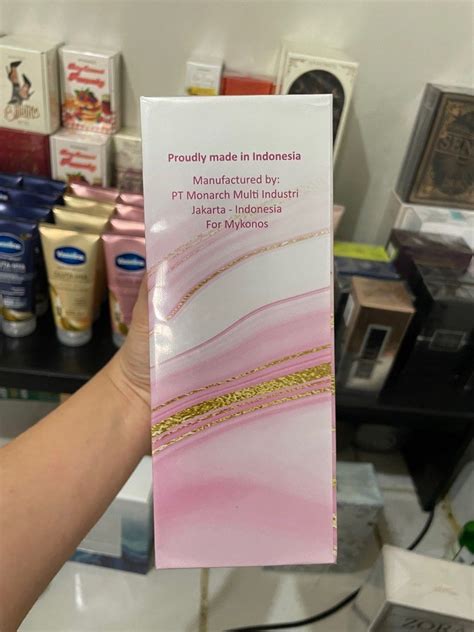 Proudly made in Indonesia
Manufactured by:
PT Monarch Multi Industri
Jakarta - Indonesia
For Mykonos
Vaseline
Vaseline